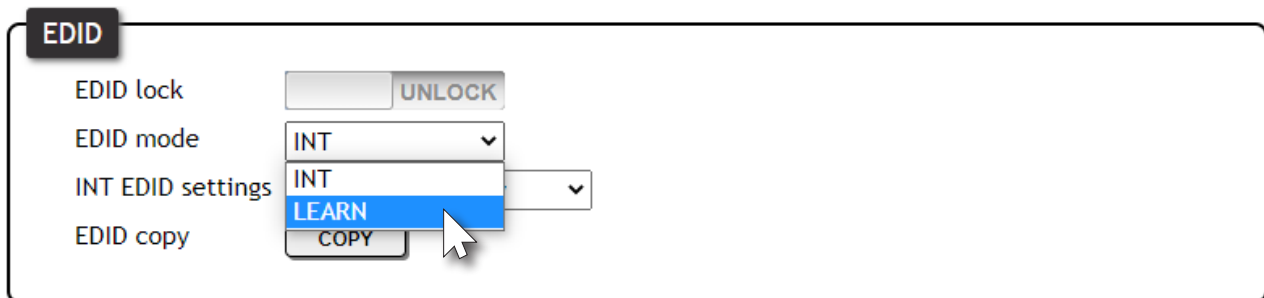 EDID
EDID lock UNLOCK
EDID mode INT
INT EDID settings INT
LEARN
EDID copy COPY